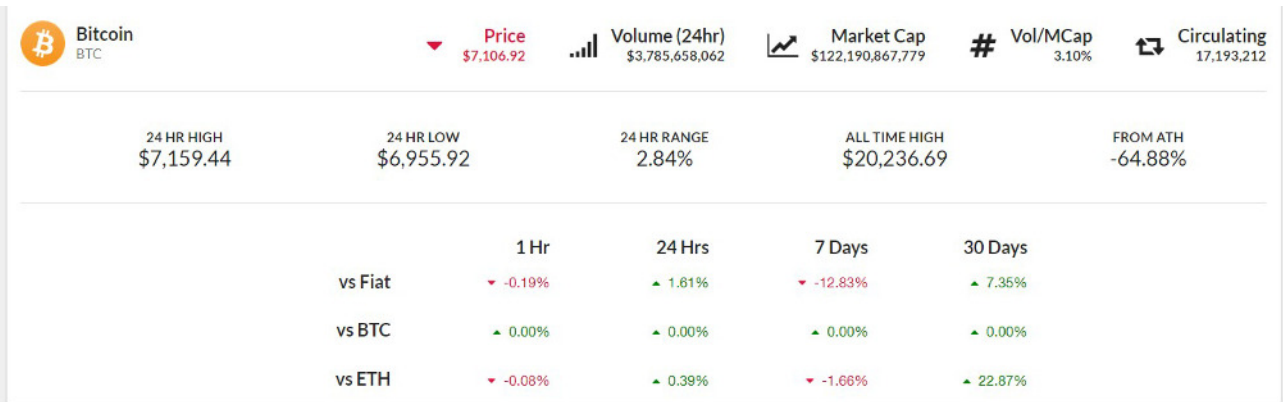 Bitcoin
BTC
Price
$7,106.92
Volume (24hr)
$3,785,658,062
Market Cap
$122,190,867,779
# Vol/MCap
3.10%
Circulating
17,193,212
24 HR HIGH
$7,159.44
24 HR LOW
$6,955.92
24 HR RANGE
2.84%
ALL TIME HIGH
$20,236.69
FROM ATH
-64.88%
1 Hr 24 Hrs 7 Days 30 Days
vs Fiat -0.19% 1.61% -12.83% 7.35%
vs BTC 0.00% 0.00% 0.00% 0.00%
vs ETH -0.08% 0.39% -1.66% 22.87%